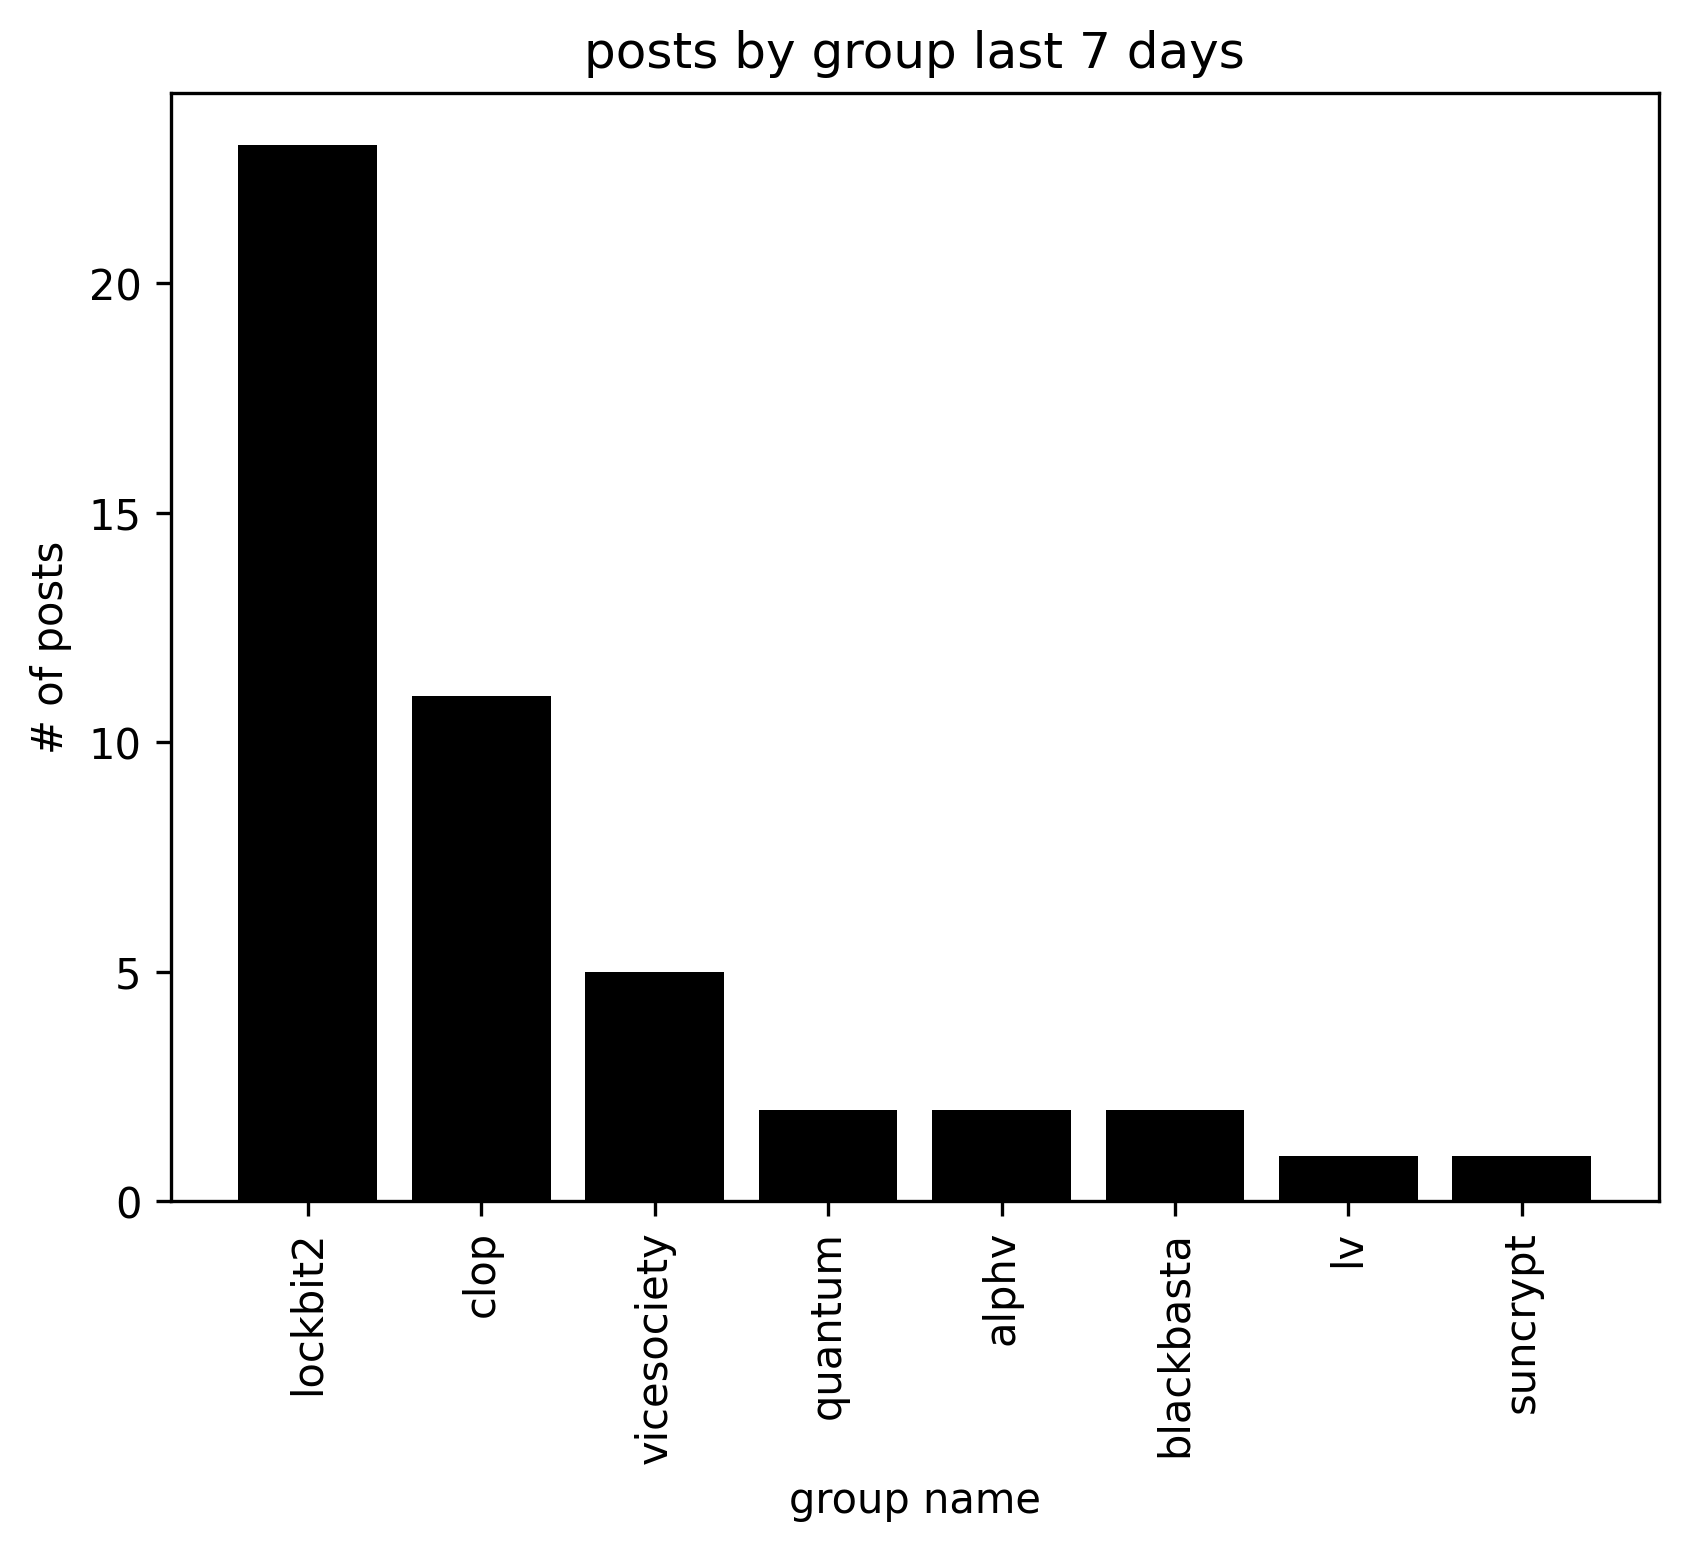 posts by group last 7 days
# of posts
20
15
10
5
0
lockbit2
clop
vicesociety
quantum
alphv
blackbasta
lv
suncrypt
group name